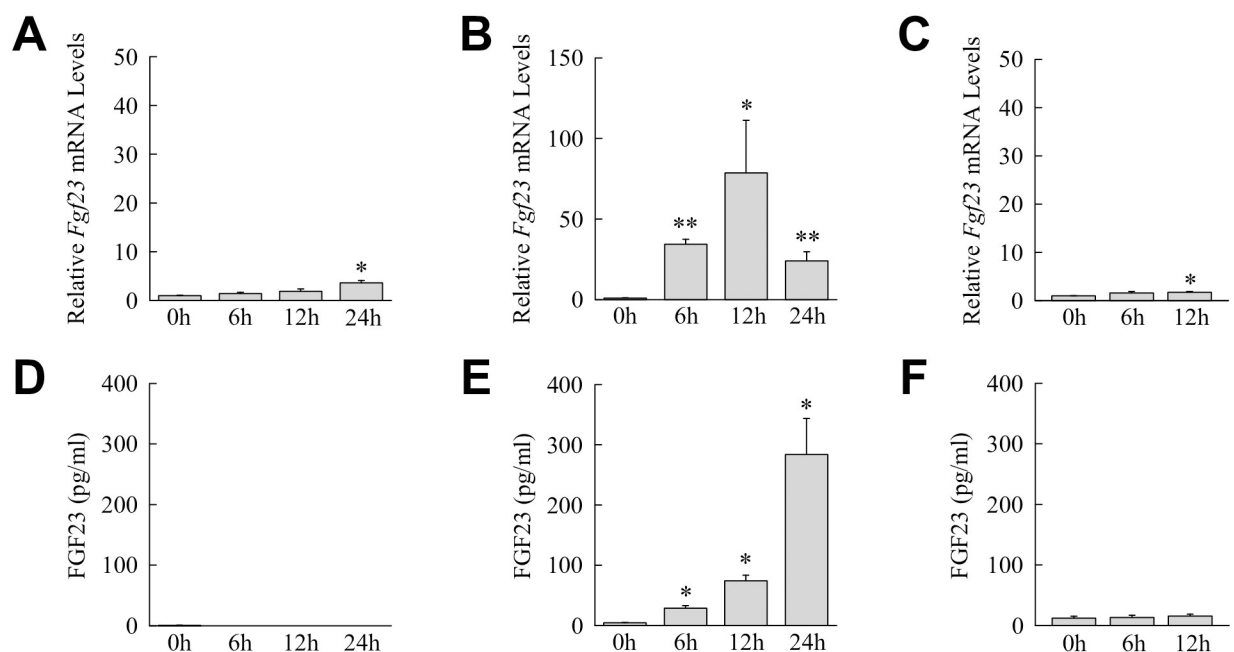 A
Relative Fgf23 mRNA Levels
50
40
30
20
10
0
*
0h 6h 12h 24h
B
Relative Fgf23 mRNA Levels
150
100
50
0
** * **
0h 6h 12h 24h
C
Relative Fgf23 mRNA Levels
50
40
30
20
10
0
*
0h 6h 12h
D
FGF23 (pg/ml)
400
300
200
100
0
0h 6h 12h 24h
E
FGF23 (pg/ml)
400
300
200
100
0
* * *
0h 6h 12h 24h
F
FGF23 (pg/ml)
400
300
200
100
0
0h 6h 12h